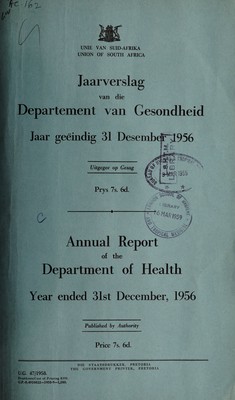 UNIE VAN SUID-AFRIKA
UNION OF SOUTH AFRICA
Jaarverslag
van die
Departement van Gesondheid
Jaar geëindig 31 Desember 1956
Uitgegee op Gesag
Prys 7s. 6d.
Annual Report
of the
Department of Health
Year ended 31st December, 1956
Published by Authority
Price 7s. 6d.
DIE STAATSDRUKKER, PRETORIA
THE GOVERNMENT PRINTER, PRETORIA